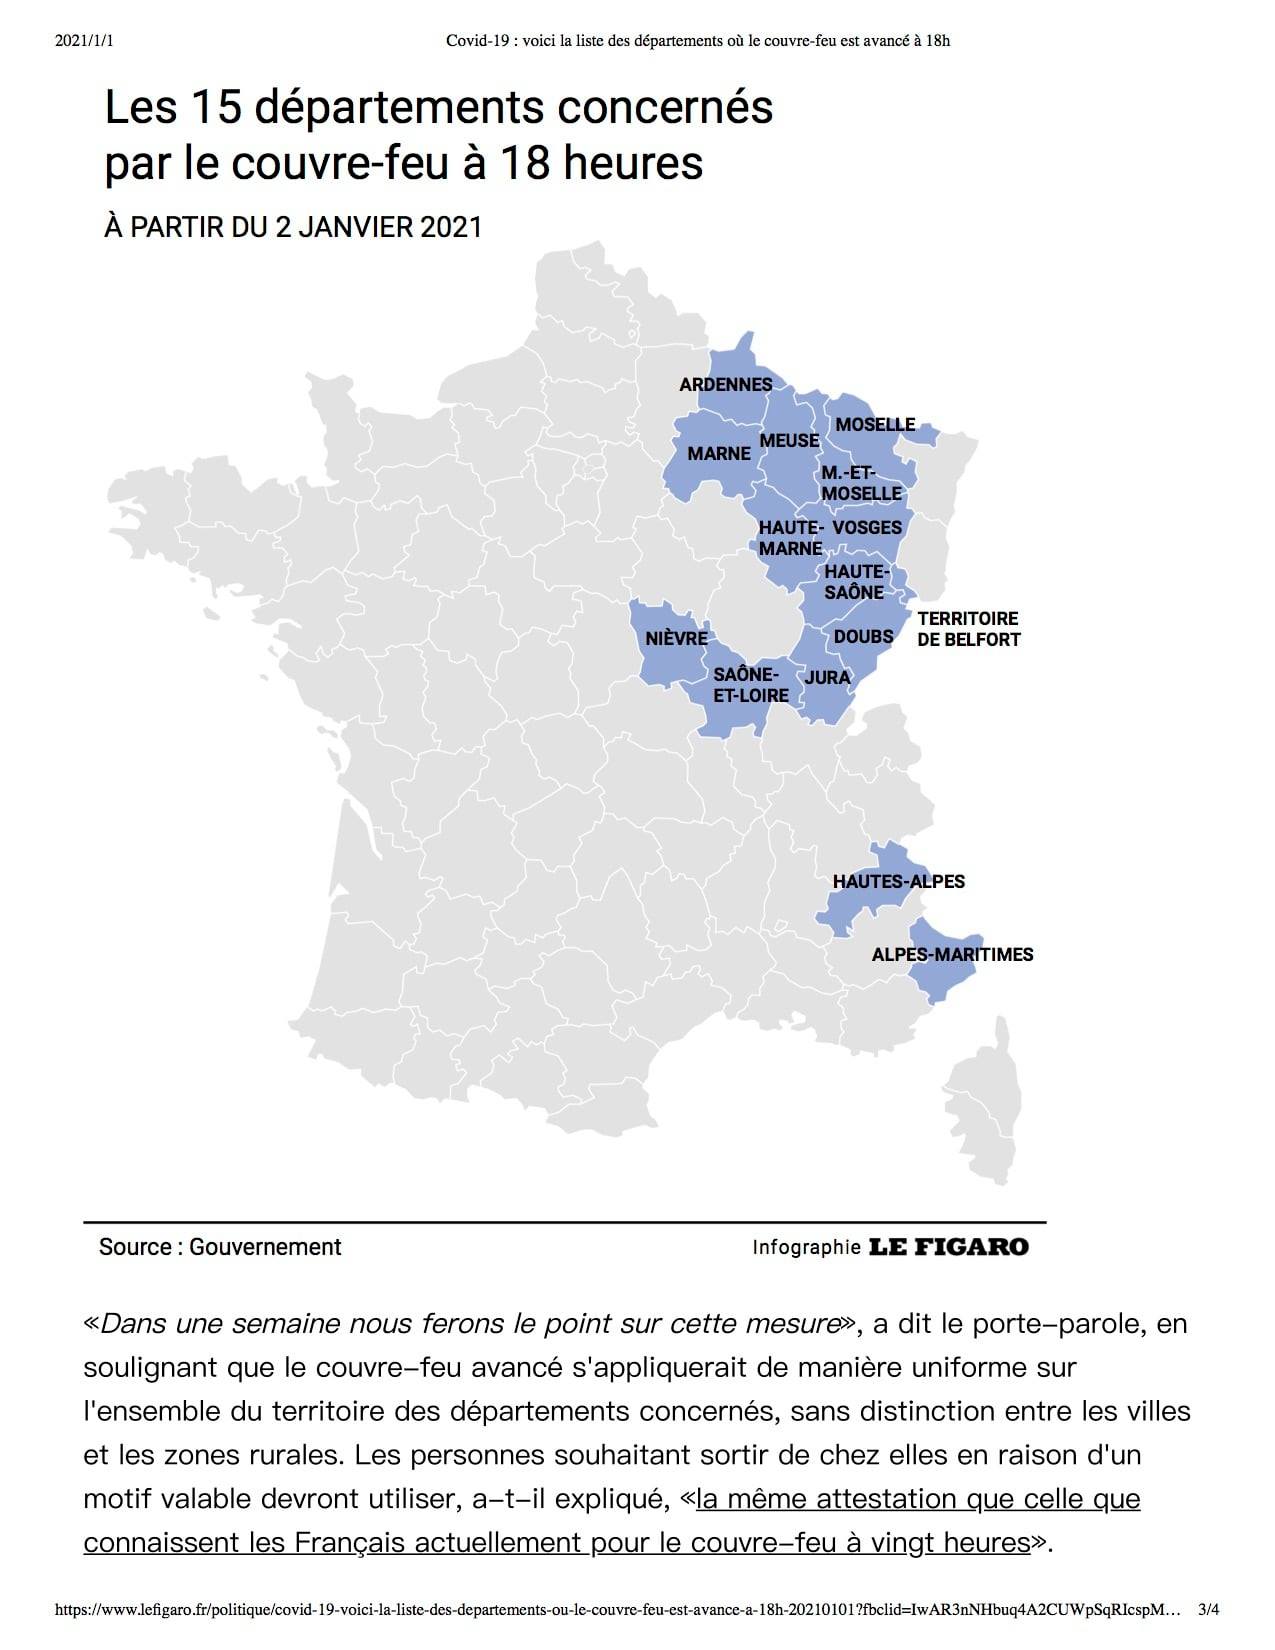 2021/1/1
Covid-19 : voici la liste des départements où le couvre-feu est avancé à 18h
Les 15 départements concernés
par le couvre-feu à 18 heures
À PARTIR DU 2 JANVIER 2021
ARDENNES
MOSELLE
MEUSE
MARNE
M.-ET-
MOSELLE
HAUTE-
MARNE
VOSGES
HAUTE-
SAÔNE
TERRITOIRE
DE BELFORT
NIÈVRE
DOUBS
SAÔNE-
ET-LOIRE
JURA
HAUTES-ALPES
ALPES-MARITIMES
Source : Gouvernement
Infographie LE FIGARO
«Dans une semaine nous ferons le point sur cette mesure», a dit le porte-parole, en
soulignant que le couvre-feu avancé s'appliquerait de manière uniforme sur
l'ensemble du territoire des départements concernés, sans distinction entre les villes
et les zones rurales. Les personnes souhaitant sortir de chez elles en raison d'un
motif valable devront utiliser, a-t-il expliqué, «la même attestation que celle que
connaissent les Français actuellement pour le couvre-feu à vingt heures».
https://www.lefigaro.fr/politique/covid-19-voici-la-liste-des-departements-ou-le-couvre-feu-est-avance-a-18h-20210101?fbclid=IwAR3nNHbuq4A2CUWpSqRIcspM… 3/4